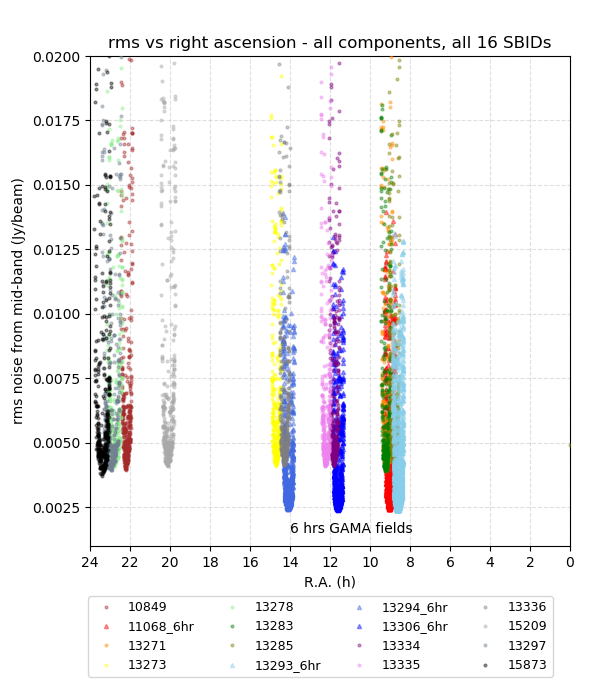 rms vs right ascension - all components, all 16 SBIDs
rms noise from mid-band (Jy/beam)
0.0200
0.0175
0.0150
0.0125
0.0100
0.0075
0.0050
0.0025
6 hrs GAMA fields
24 22 20 18 16 14 12 10 8 6 4 2 0
R.A. (h)
10849 13278 13294_6hr 13336
11068_6hr 13283 13306_6hr 15209
13271 13285 13334 13297
13273 13293_6hr 13335 15873